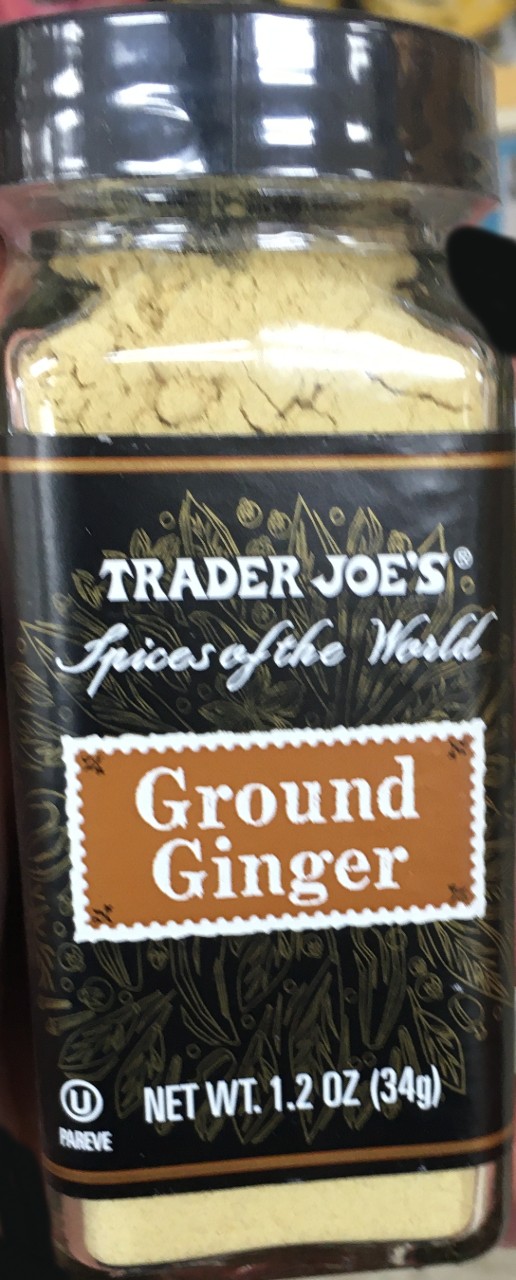 TRADER JOE'S®
Spices of the World
Ground
Ginger
U
PAREVE
NET WT. 1.2 OZ (34g)